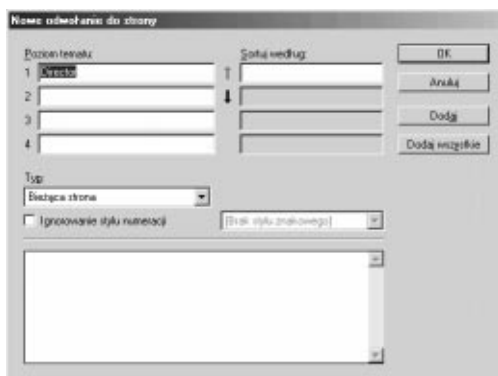 Nowe odwołanie do strony
Poziom tematu: Sortuj według: OK
1 Director
Anuluj
2
3 Dodaj
4 Dodaj wszystkie
Typ:
Bieżąca strona
Ignorowanie stylu numeracji [Brak stylu znakowego]